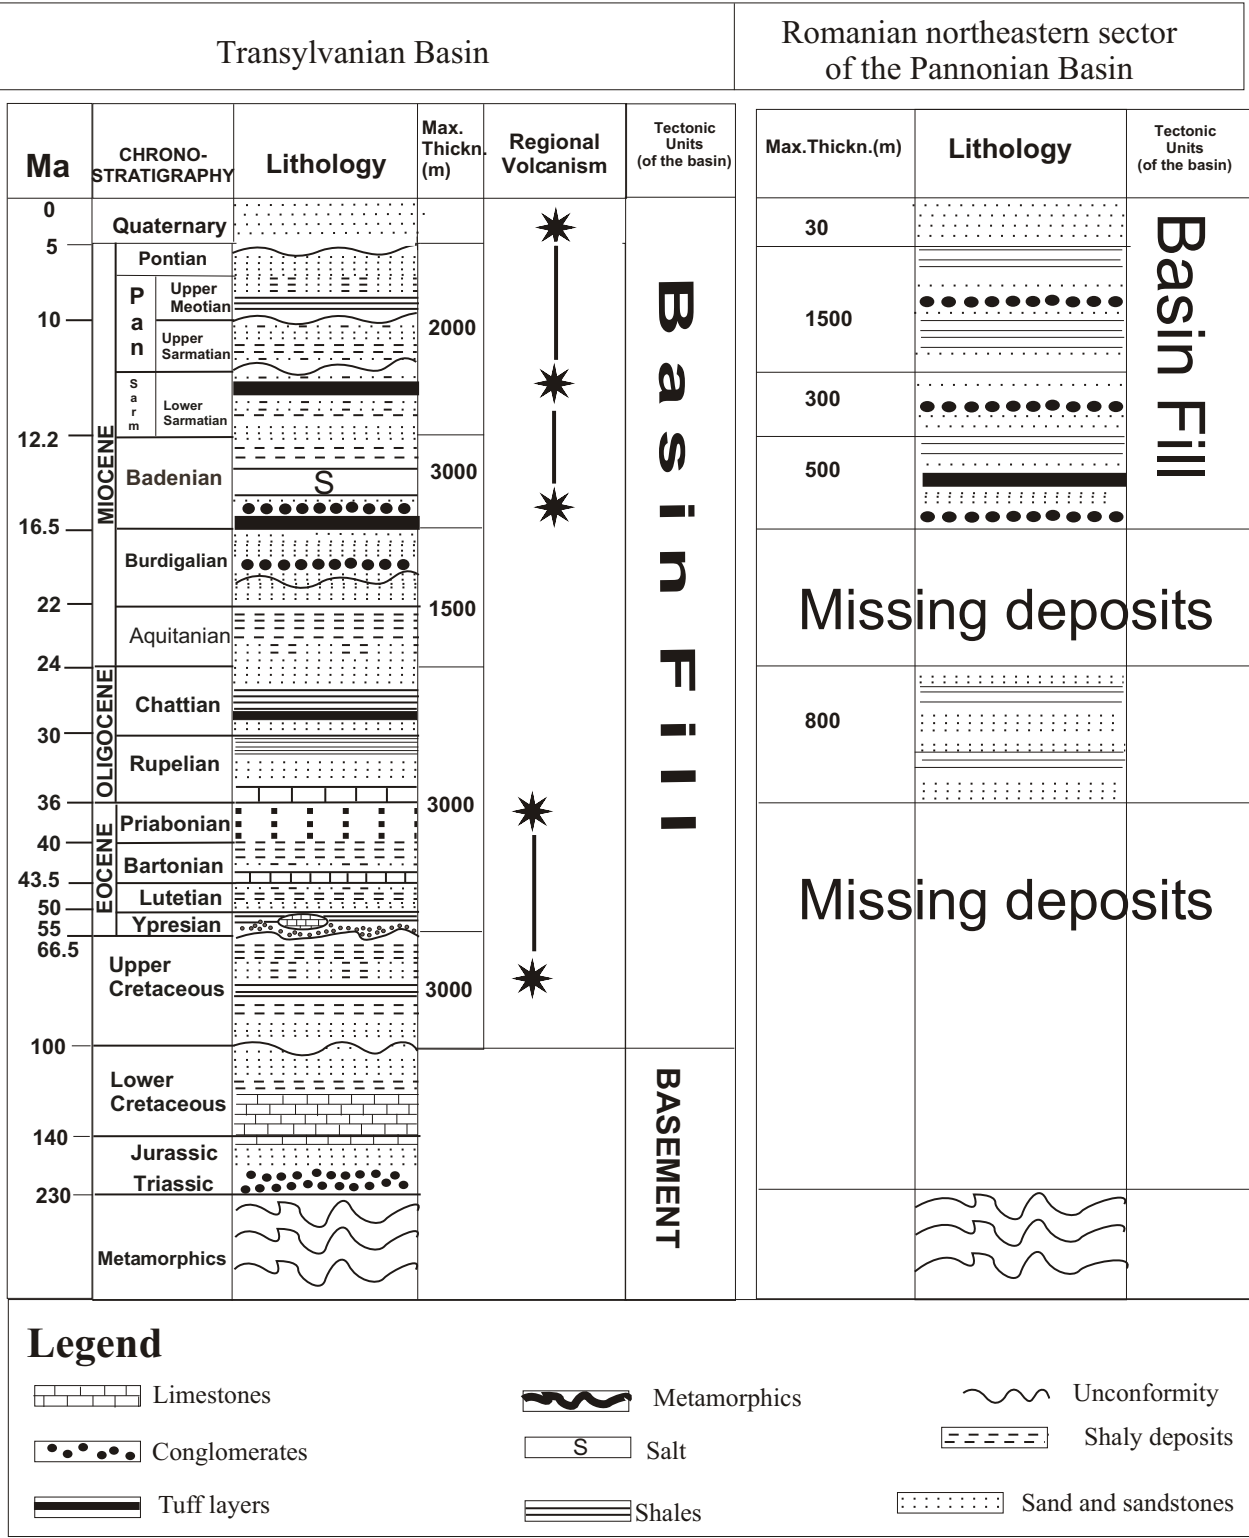 Transylvanian Basin
Romanian northeastern sector
of the Pannonian Basin
Ma
CHRONO-
STRATIGRAPHY
Lithology
Max.
Thickn.
(m)
Regional
Volcanism
Tectonic
Units
(of the basin)
Max.Thickn.(m)
Lithology
Tectonic
Units
(of the basin)
0
Quaternary
30
5
Pontian
Pan
Upper
Meotian
10
Upper
Sarmatian
2000
1500
Sarm
Lower
Sarmatian
300
12.2
MIOCENE
Badenian
S
3000
500
16.5
Burdigalian
22
1500
Aquitanian
Missing deposits
24
OLIGOCENE
Chattian
800
30
Rupelian
36
3000
EOCENE
Priabonian
40
Bartonian
43.5
Lutetian
50
Ypresian
55
66.5
Missing deposits
Upper
Cretaceous
3000
100
Lower
Cretaceous
140
Jurassic
Triassic
230
Metamorphics
Basin Fill
BASEMENT
Basin Fill
Legend
Limestones
Metamorphics
Unconformity
Conglomerates
S
Salt
Shaly deposits
Tuff layers
Shales
Sand and sandstones